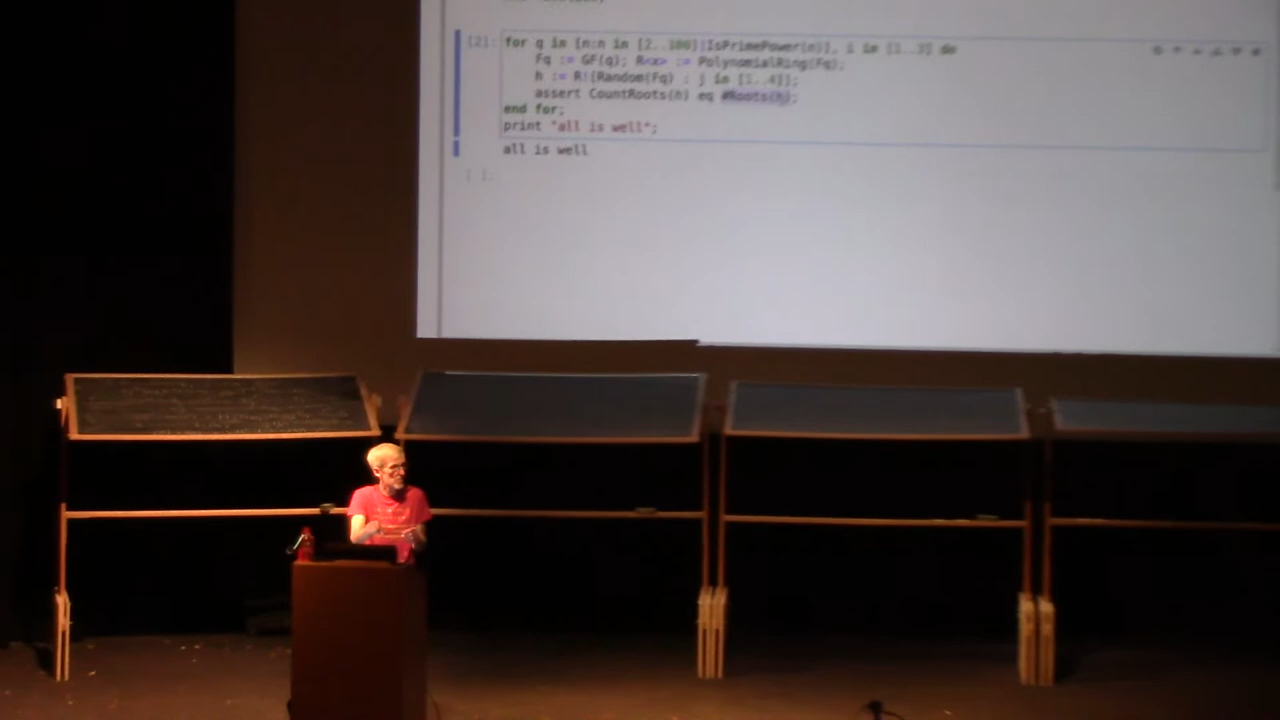 [2]: for q in [n:n in [2..100]|IsPrimePower(n)], i in [1..3] do
Fq := GF(q); R<x> := PolynomialRing(Fq);
h := R![Random(Fq) : j in [1..4]];
assert CountRoots(h) eq #Roots(h);
end for;
print "all is well";
all is well
[ ]: